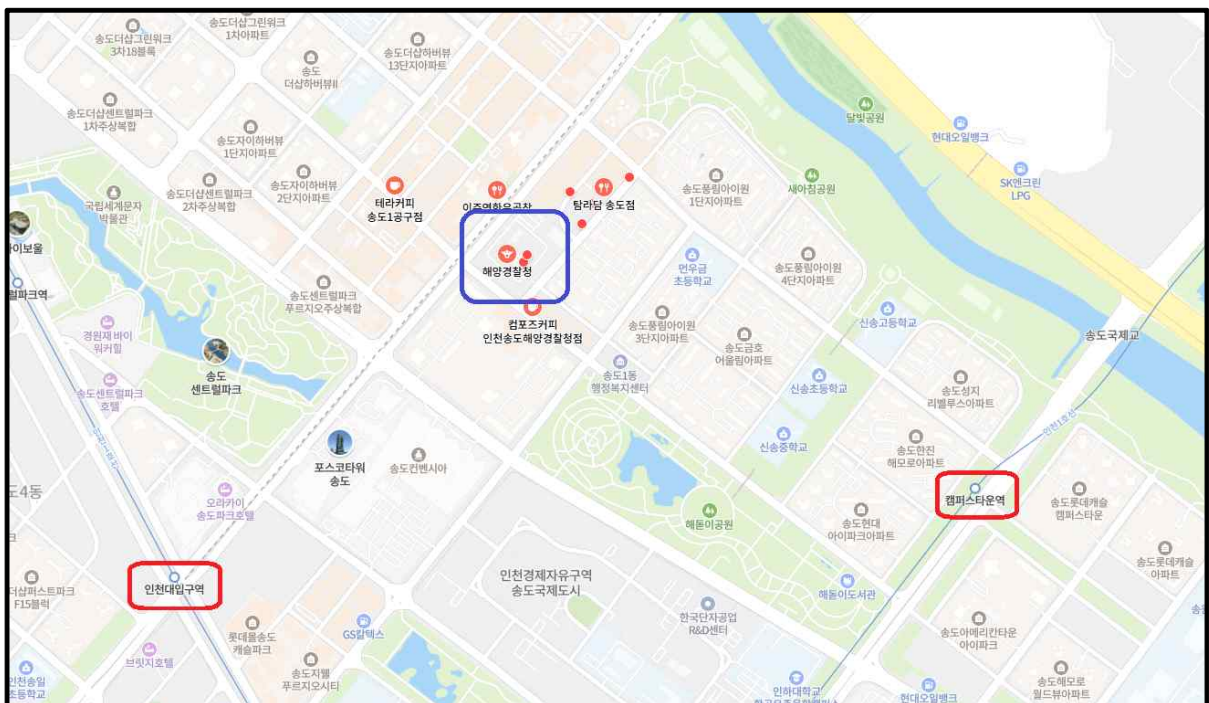 송도더샵그린워크
3차18블록
송도더샵그린워크
1차아파트
송도
더샵하버뷰II
송도더샵하버뷰
13단지아파트
송도더샵센트럴파크
1차주상복합
송도자이하버뷰
1단지아파트
달빛공원
현대오일뱅크
SK엔크린
LPG
국립세계문자
박물관
송도더샵센트럴파크
2차주상복합
송도자이하버뷰
2단지아파트
테라커피
송도1공구점
탐라담 송도점
송도풍림아이원
1단지아파트
새아침공원
해양경찰청
먼우금
초등학교
송도풍림아이원
4단지아파트
송도센트럴파크
푸르지오주상복합
컴포즈커피
인천송도해양경찰청점
송도풍림아이원
3단지아파트
신송고등학교
송도국제교
경원재 바이
워커힐
송도금호
어울림아파트
송도
센트럴파크
송도센트럴파크
호텔
송도1동
행정복지센터
신송초등학교
송도성지
리벨루스아파트
인천1호선
신송중학교
송도한진
해모로아파트
포스코타워
송도
송도컨벤시아
도4동
오라카이
송도파크호텔
캠퍼스타운역
송도롯데캐슬
캠퍼스타운
해돋이공원
송도현대
아이파크아파트
인천대입구역
인천경제자유구역
송도국제도시
송도롯데캐슬
아파트
해돋이도서관
더샵퍼스트파크
F15블럭
롯데몰송도
캐슬파크
GS칼텍스
한국단자공업
R&D센터
송도아메리칸타운
아이파크
브릿지호텔
송도지웰
푸르지오시티
송도해모로
월드뷰아파트
인천송일
초등학교
인하대학교
현대오일뱅크